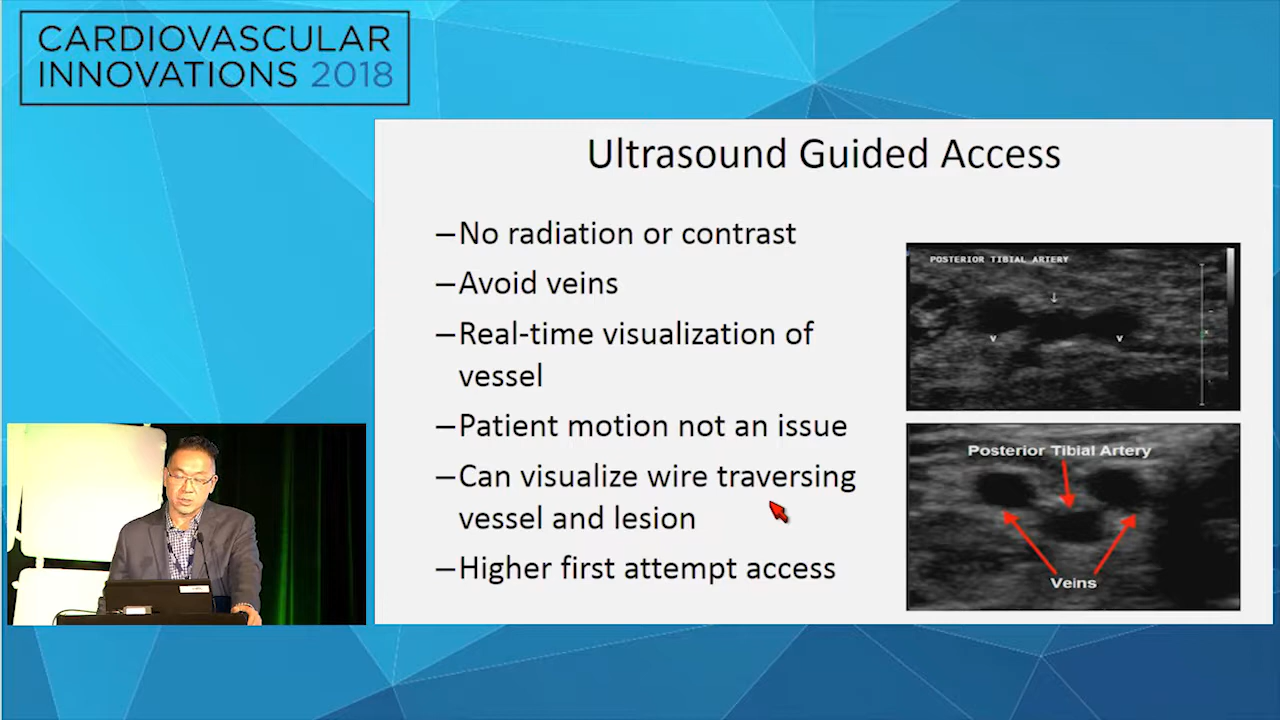 CARDIOVASCULAR
INNOVATIONS 2018
Ultrasound Guided Access
–No radiation or contrast
–Avoid veins
–Real-time visualization of
vessel
–Patient motion not an issue
–Can visualize wire traversing
vessel and lesion
–Higher first attempt access
POSTERIOR TIBIAL ARTERY
V V
Posterior Tibial Artery
Veins